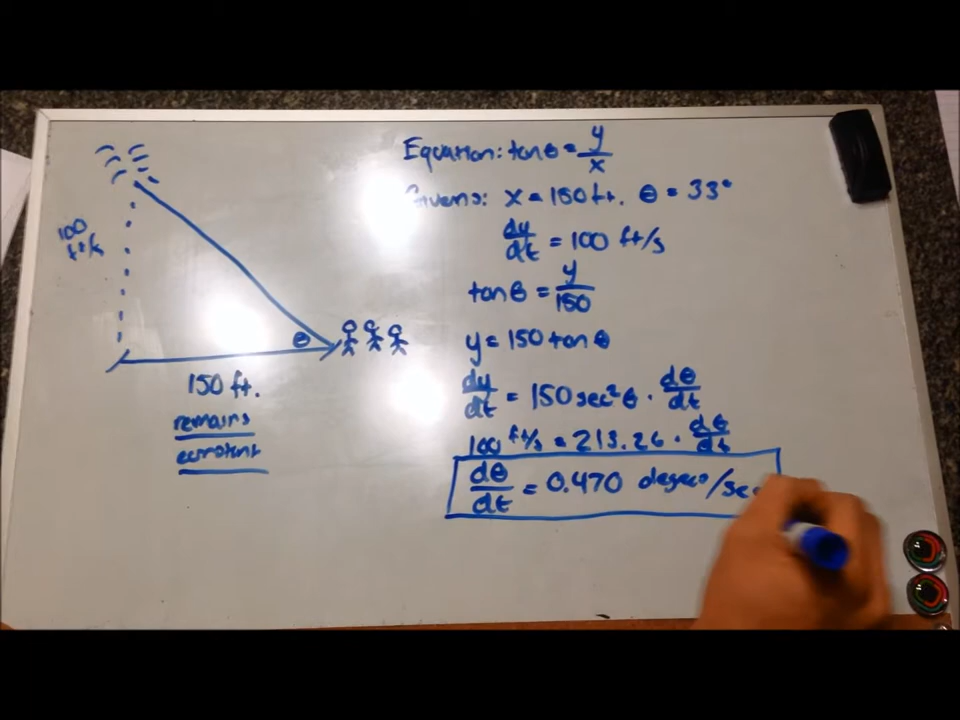 100
ft/s
θ
150 ft.
remains
constant
Equation: tanθ = y/x
Givens: x = 150 ft. θ = 33°
dy/dt = 100 ft/s
tanθ = y/150
y = 150 tanθ
dy/dt = 150 sec²θ · dθ/dt
100 ft/s = 213.26 · dθ/dt
dθ/dt = 0.470 degrees/sec